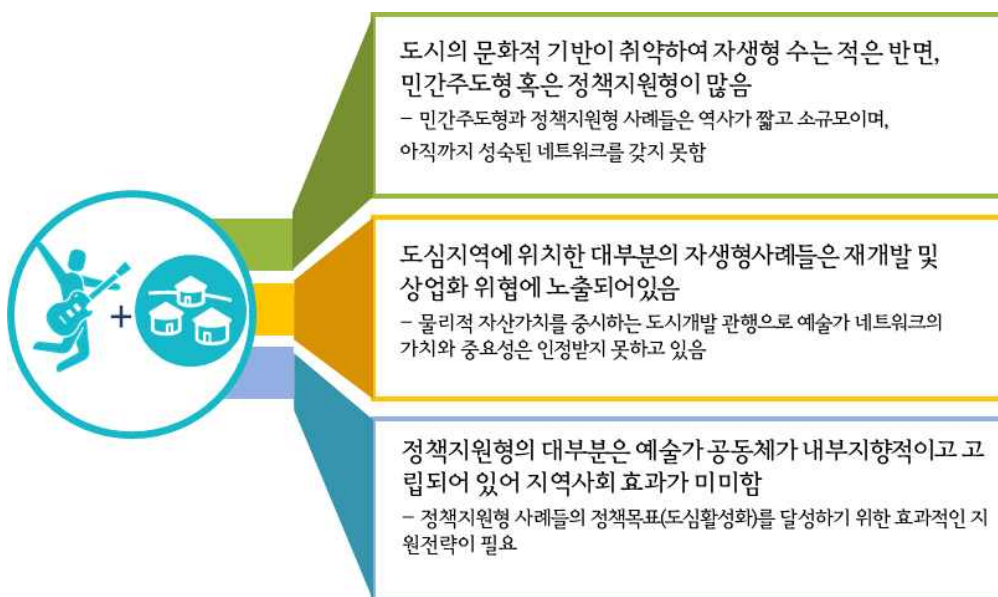 도시의 문화적 기반이 취약하여 자생형 수는 적은 반면,
민간주도형 혹은 정책지원형이 많음
– 민간주도형과 정책지원형 사례들은 역사가 짧고 소규모이며,
아직까지 성숙된 네트워크를 갖지 못함
도심지역에 위치한 대부분의 자생형사례들은 재개발 및
상업화 위협에 노출되어있음
– 물리적 자산가치를 중시하는 도시개발 관행으로 예술가 네트워크의
가치와 중요성은 인정받지 못하고 있음
+
정책지원형의 대부분은 예술가 공동체가 내부지향적이고 고
립되어 있어 지역사회 효과가 미미함
– 정책지원형 사례들의 정책목표(도심활성화)를 달성하기 위한 효과적인 지
원전략이 필요